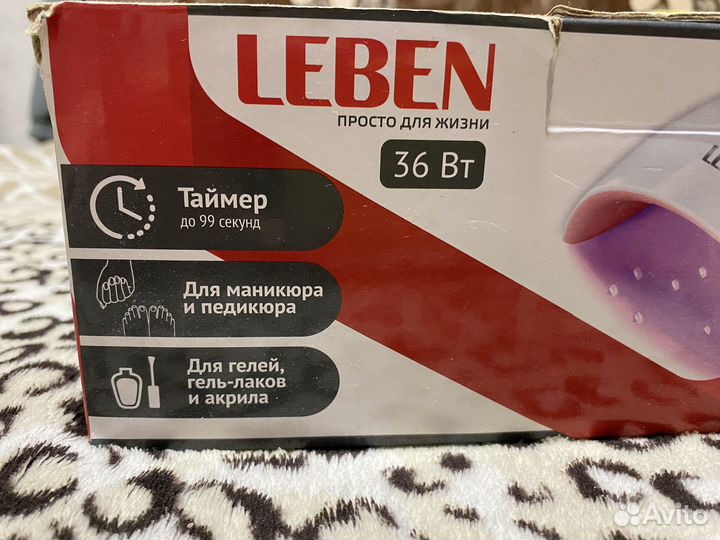 LEBEN
ПРОСТО ДЛЯ ЖИЗНИ
36 Вт
Таймер
до 99 секунд
Для маникюра
и педикюра
Для гелей,
гель-лаков
и акрила
Avito